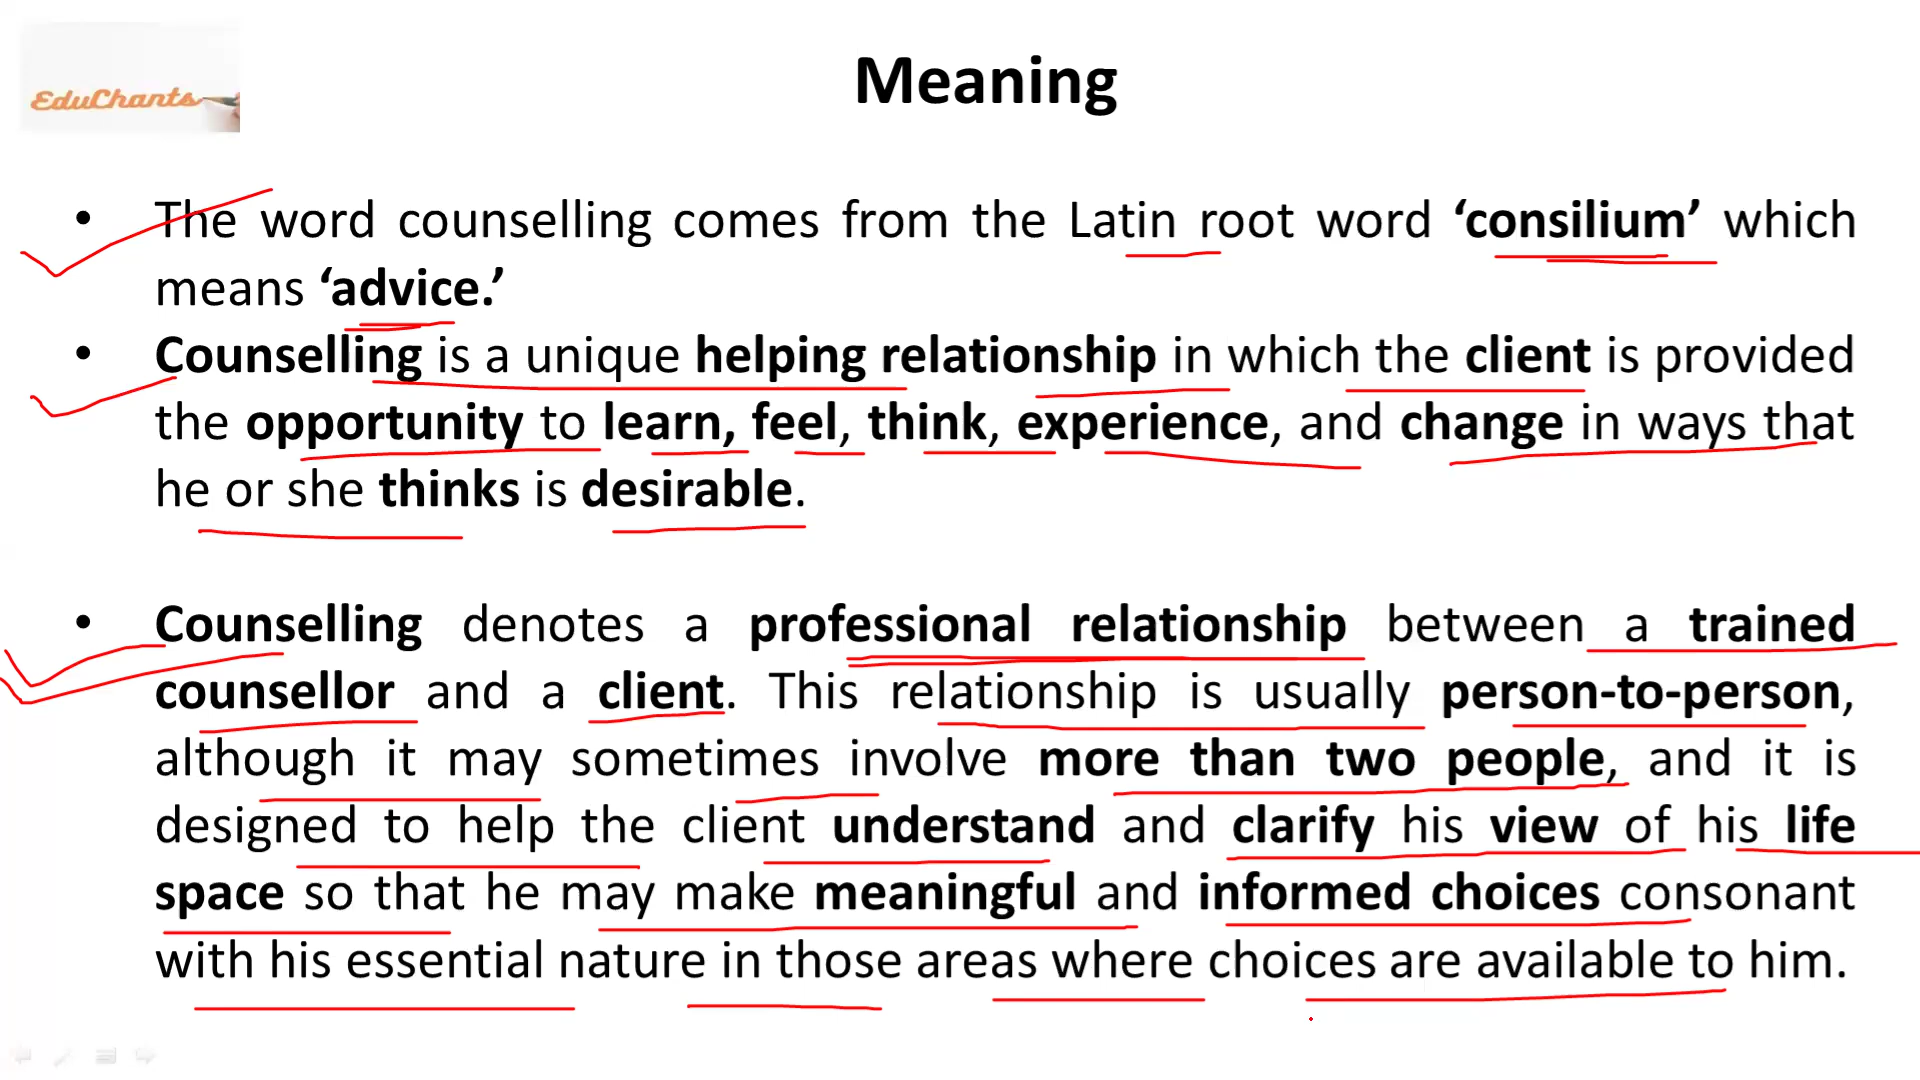 EduChants
Meaning
• The word counselling comes from the Latin root word ‘consilium’ which
means ‘advice.’
• Counselling is a unique helping relationship in which the client is provided
the opportunity to learn, feel, think, experience, and change in ways that
he or she thinks is desirable.
• Counselling denotes a professional relationship between a trained
counsellor and a client. This relationship is usually person-to-person,
although it may sometimes involve more than two people, and it is
designed to help the client understand and clarify his view of his life
space so that he may make meaningful and informed choices consonant
with his essential nature in those areas where choices are available to him.